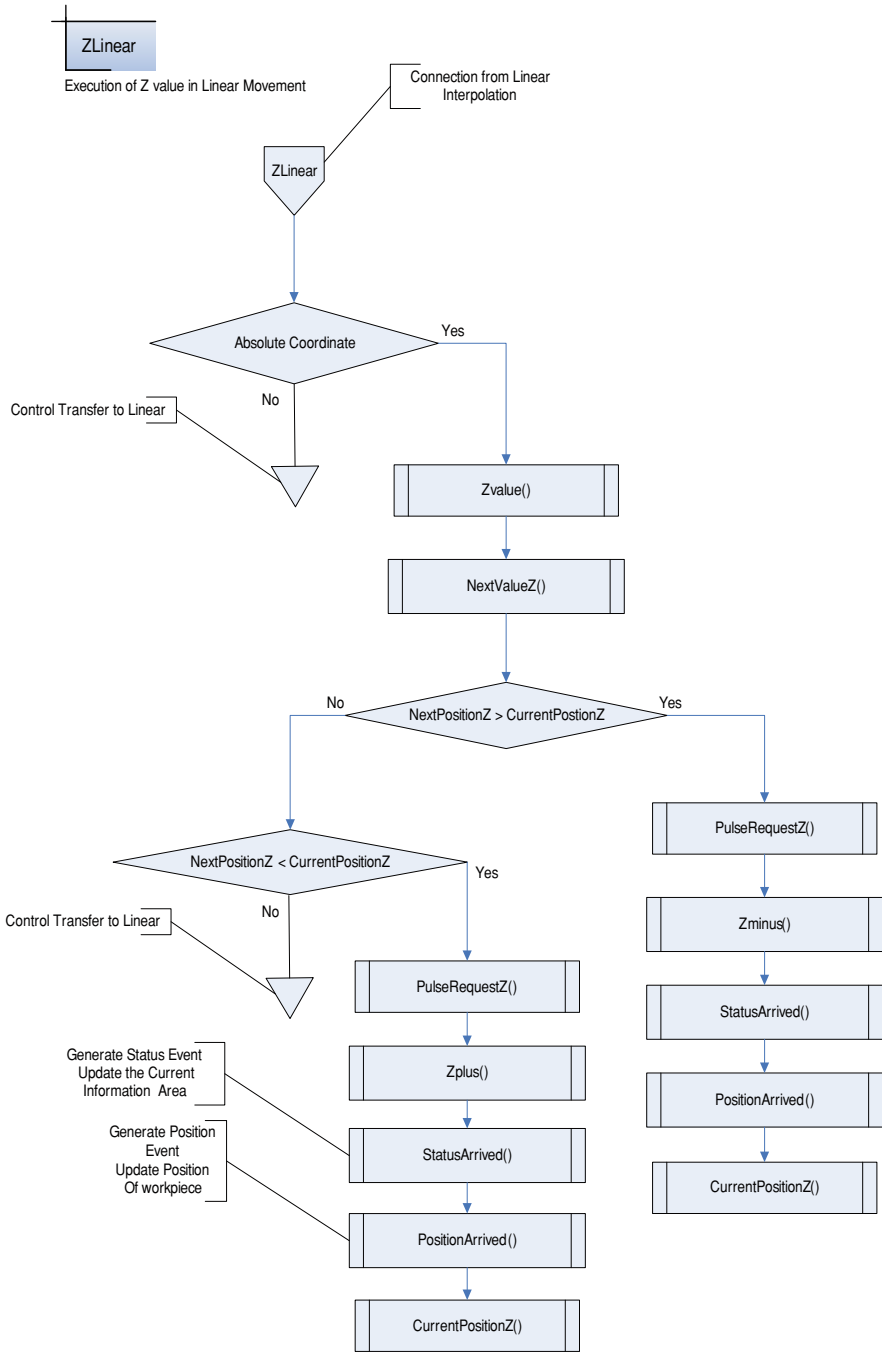 ZLinear
Execution of Z value in Linear Movement
Connection from Linear
Interpolation
ZLinear
Absolute Coordinate
Yes
No
Control Transfer to Linear
Zvalue()
NextValueZ()
NextPositionZ > CurrentPostionZ
No
Yes
PulseRequestZ()
Zminus()
StatusArrived()
PositionArrived()
CurrentPositionZ()
NextPositionZ < CurrentPositionZ
Yes
No
Control Transfer to Linear
PulseRequestZ()
Zplus()
Generate Status Event
Update the Current
Information Area
StatusArrived()
Generate Position
Event
Update Position
Of workpiece
PositionArrived()
CurrentPositionZ()